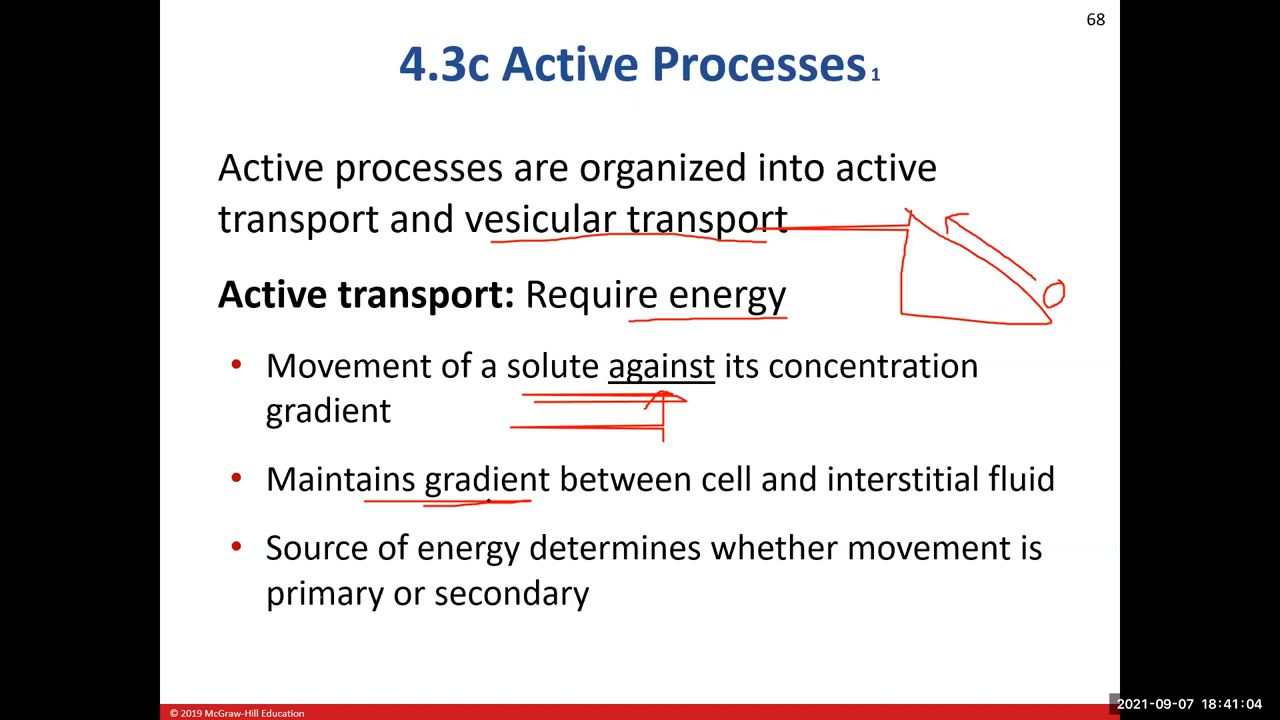 68
4.3c Active Processes 1
Active processes are organized into active
transport and vesicular transport
Active transport: Require energy
• Movement of a solute against its concentration
gradient
• Maintains gradient between cell and interstitial fluid
• Source of energy determines whether movement is
primary or secondary
© 2019 McGraw-Hill Education
2021-09-07 18:41:04